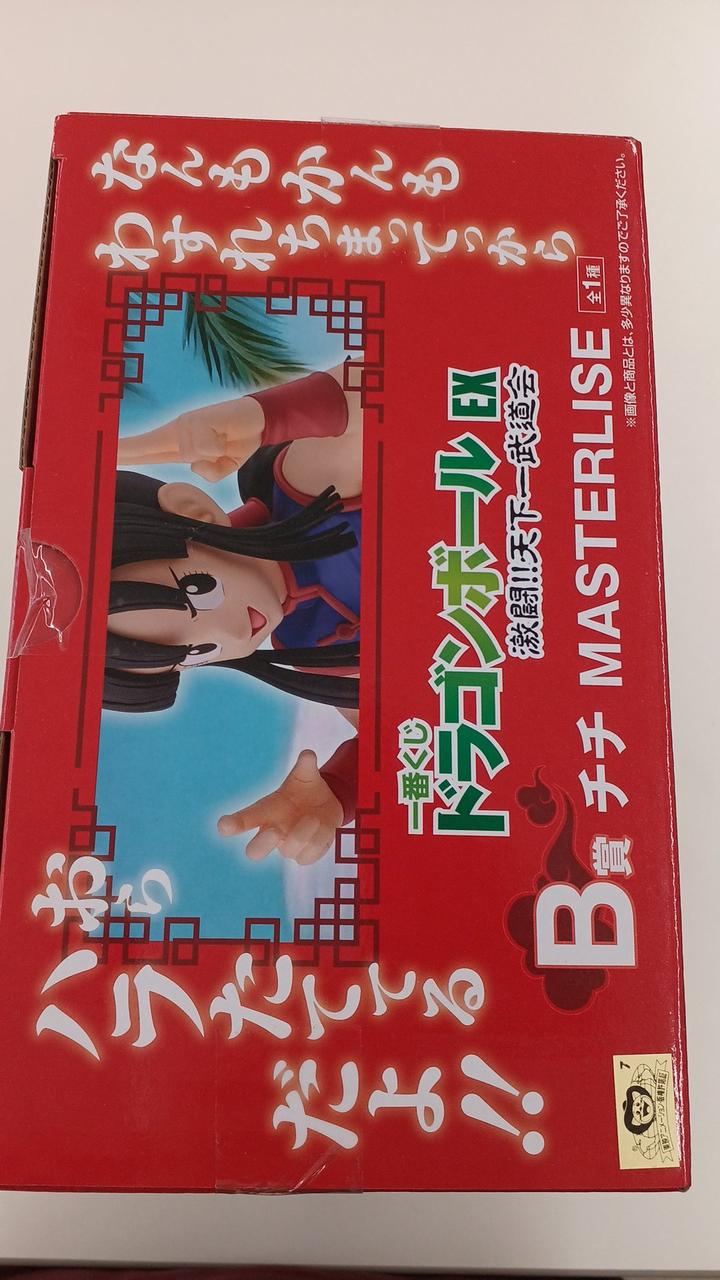 なんもかんも
わすれちまってっから
おら
ハラたててる
だよ!!
一番くじ
ドラゴンボール EX
激闘!!天下一武道会
B賞 チチ MASTERLISE 全1種
※画像と商品とは、多少異なりますのでご了承ください。
7